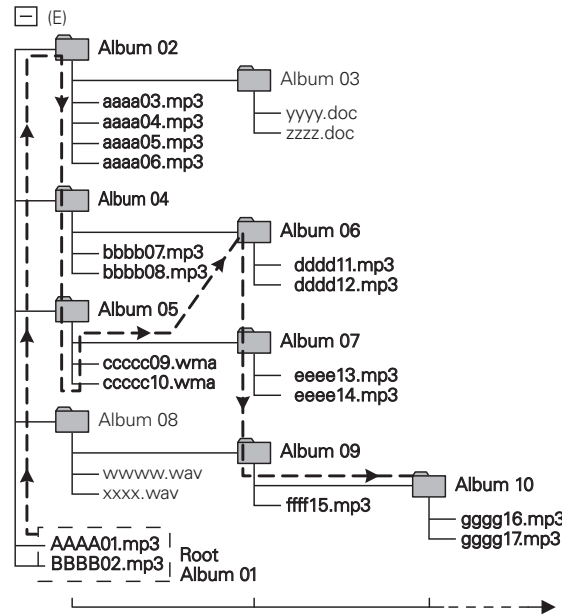 (E)
Album 02
Album 03
aaaa03.mp3
yyyy.doc
aaaa04.mp3
zzzz.doc
aaaa05.mp3
aaaa06.mp3
Album 04
Album 06
bbbb07.mp3
dddd11.mp3
bbbb08.mp3
dddd12.mp3
Album 05
Album 07
ccccc09.wma
eeee13.mp3
ccccc10.wma
eeee14.mp3
Album 08
Album 09
wwww.wav
Album 10
xxxx.wav
ffff15.mp3
gggg16.mp3
gggg17.mp3
AAAA01.mp3
BBBB02.mp3
Root
Album 01